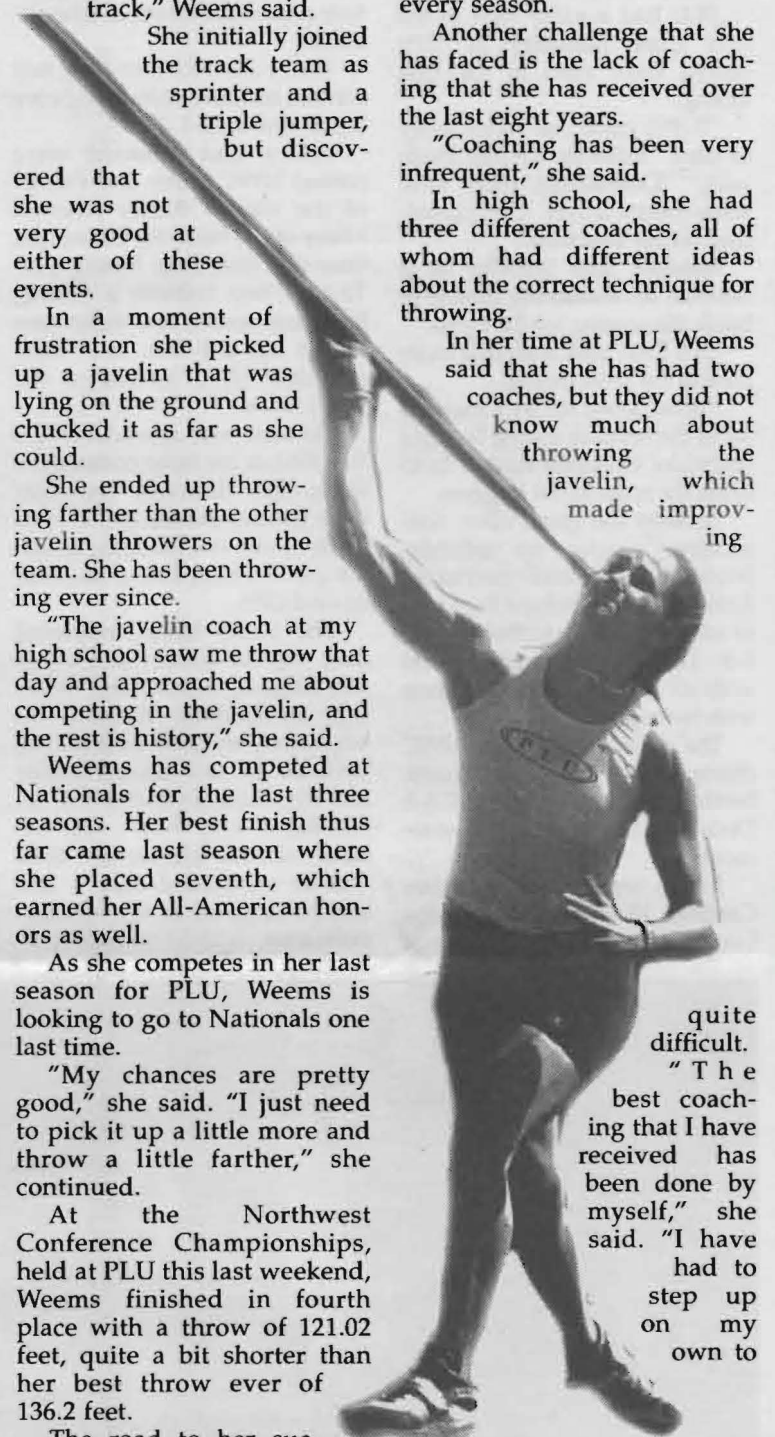 track," Weems said.
She initially joined
the track team as
sprinter and a
triple jumper,
but discov-
ered that
she was not
very good at
either of these
events.
In a moment of
frustration she picked
up a javelin that was
lying on the ground and
chucked it as far as she
could.
She ended up throw-
ing farther than the other
javelin throwers on the
team. She has been throw-
ing ever since.
"The javelin coach at my
high school saw me throw that
day and approached me about
competing in the javelin, and
the rest is history," she said.
Weems has competed at
Nationals for the last three
seasons. Her best finish thus
far came last season where
she placed seventh, which
earned her All-American hon-
ors as well.
As she competes in her last
season for PLU, Weems is
looking to go to Nationals one
last time.
"My chances are pretty
good," she said. "I just need
to pick it up a little more and
throw a little farther," she
continued.
At the Northwest
Conference Championships,
held at PLU this last weekend,
Weems finished in fourth
place with a throw of 121.02
feet, quite a bit shorter than
her best throw ever of
136.2 feet.
The road to her suc-
every season.
Another challenge that she
has faced is the lack of coach-
ing that she has received over
the last eight years.
"Coaching has been very
infrequent," she said.
In high school, she had
three different coaches, all of
whom had different ideas
about the correct technique for
throwing.
In her time at PLU, Weems
said that she has had two
coaches, but they did not
know much about
throwing the
javelin, which
made improv-
ing
quite
difficult.
"The
best coach-
ing that I have
received has
been done by
myself," she
said. "I have
had to
step up
on my
own to
PLU